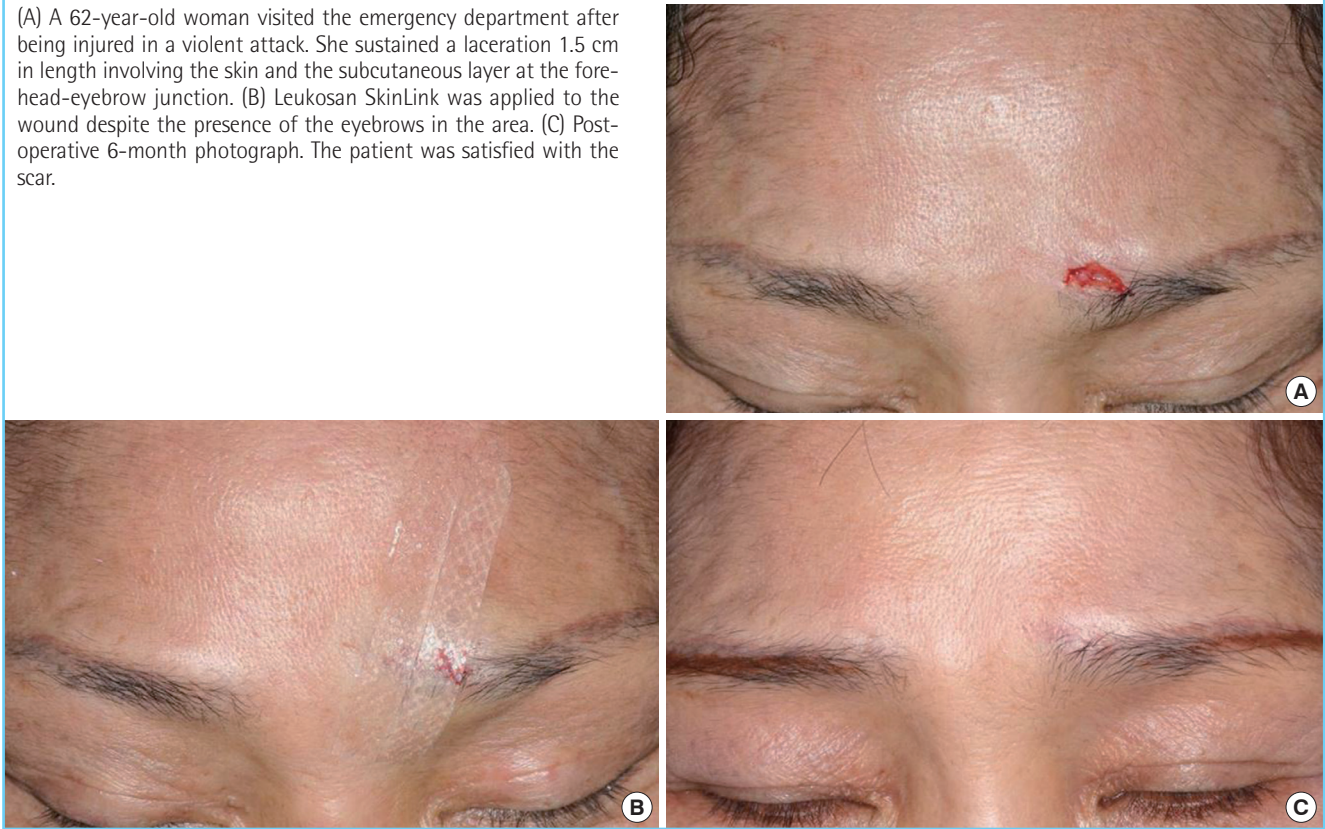 (A) A 62-year-old woman visited the emergency department after
being injured in a violent attack. She sustained a laceration 1.5 cm
in length involving the skin and the subcutaneous layer at the fore-
head-eyebrow junction. (B) Leukosan SkinLink was applied to the
wound despite the presence of the eyebrows in the area. (C) Post-
operative 6-month photograph. The patient was satisfied with the
scar.
A
B
C